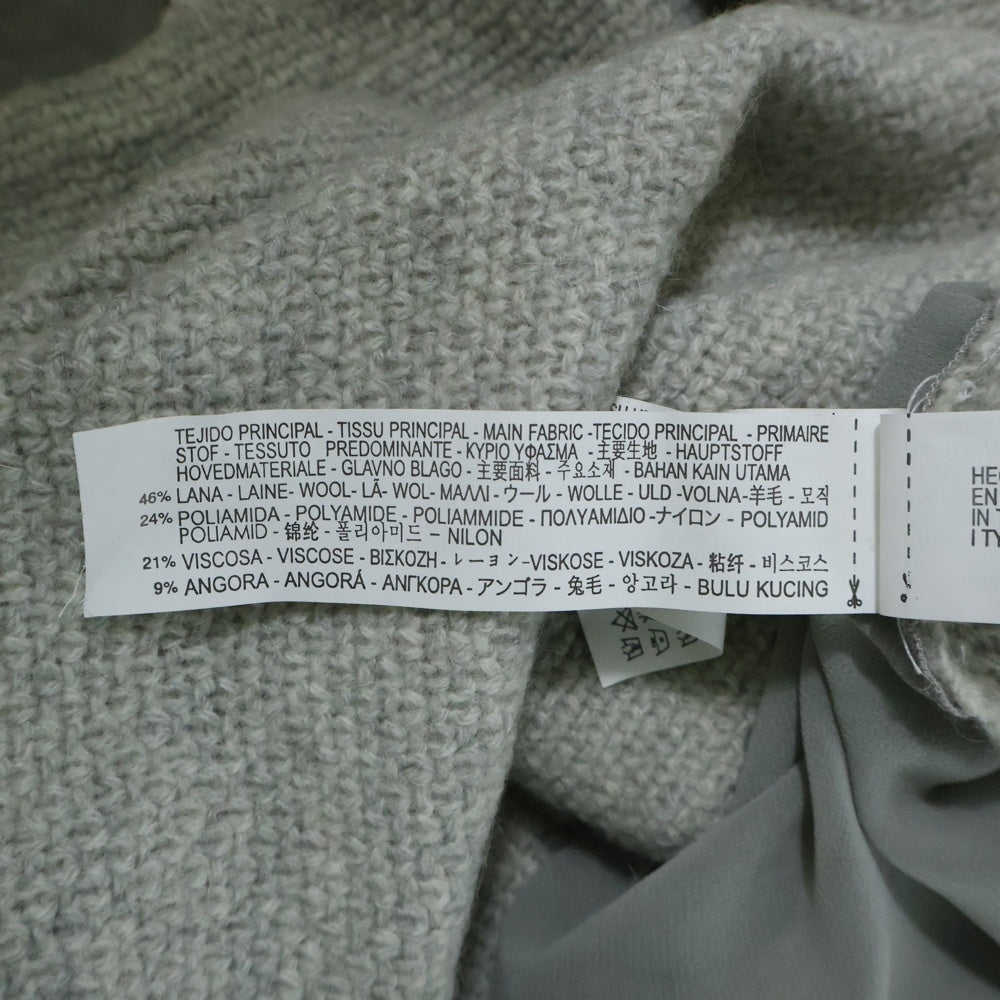 TEJIDO PRINCIPAL - TISSU PRINCIPAL - MAIN FABRIC -TECIDO PRINCIPAL - PRIMAIRE
STOF - TESSUTO PREDOMINANTE - ΚΥΡΙΟ ΥΦΑΣΜΑ - 主要生地 - HAUPTSTOFF
HOVEDMATERIALE - GLAVNO BLAGO - 主要面料 - 주요소재 - BAHAN KAIN UTAMA
46% LANA - LAINE- WOOL- LÃ- WOL- ΜΑΛΛΙ - ウール - WOLLE - ULD -VOLNA-羊毛 - 모직
24% POLIAMIDA - POLYAMIDE - POLIAMMIDE - ΠΟΛΥΑΜΙΔΙΟ -ナイロン - POLYAMID
POLIAMID - 锦纶 - 폴리아미드 – NILON
21% VISCOSA - VISCOSE - ΒΙΣΚΟΖΗ - レーヨン -VISKOSE - VISKOZA - 粘纤 - 비스코스
9% ANGORA - ANGORÁ - ΑΝΓΚΟΡΑ - アンゴラ - 兔毛 - 앙고라 - BULU KUCING
EN
IN